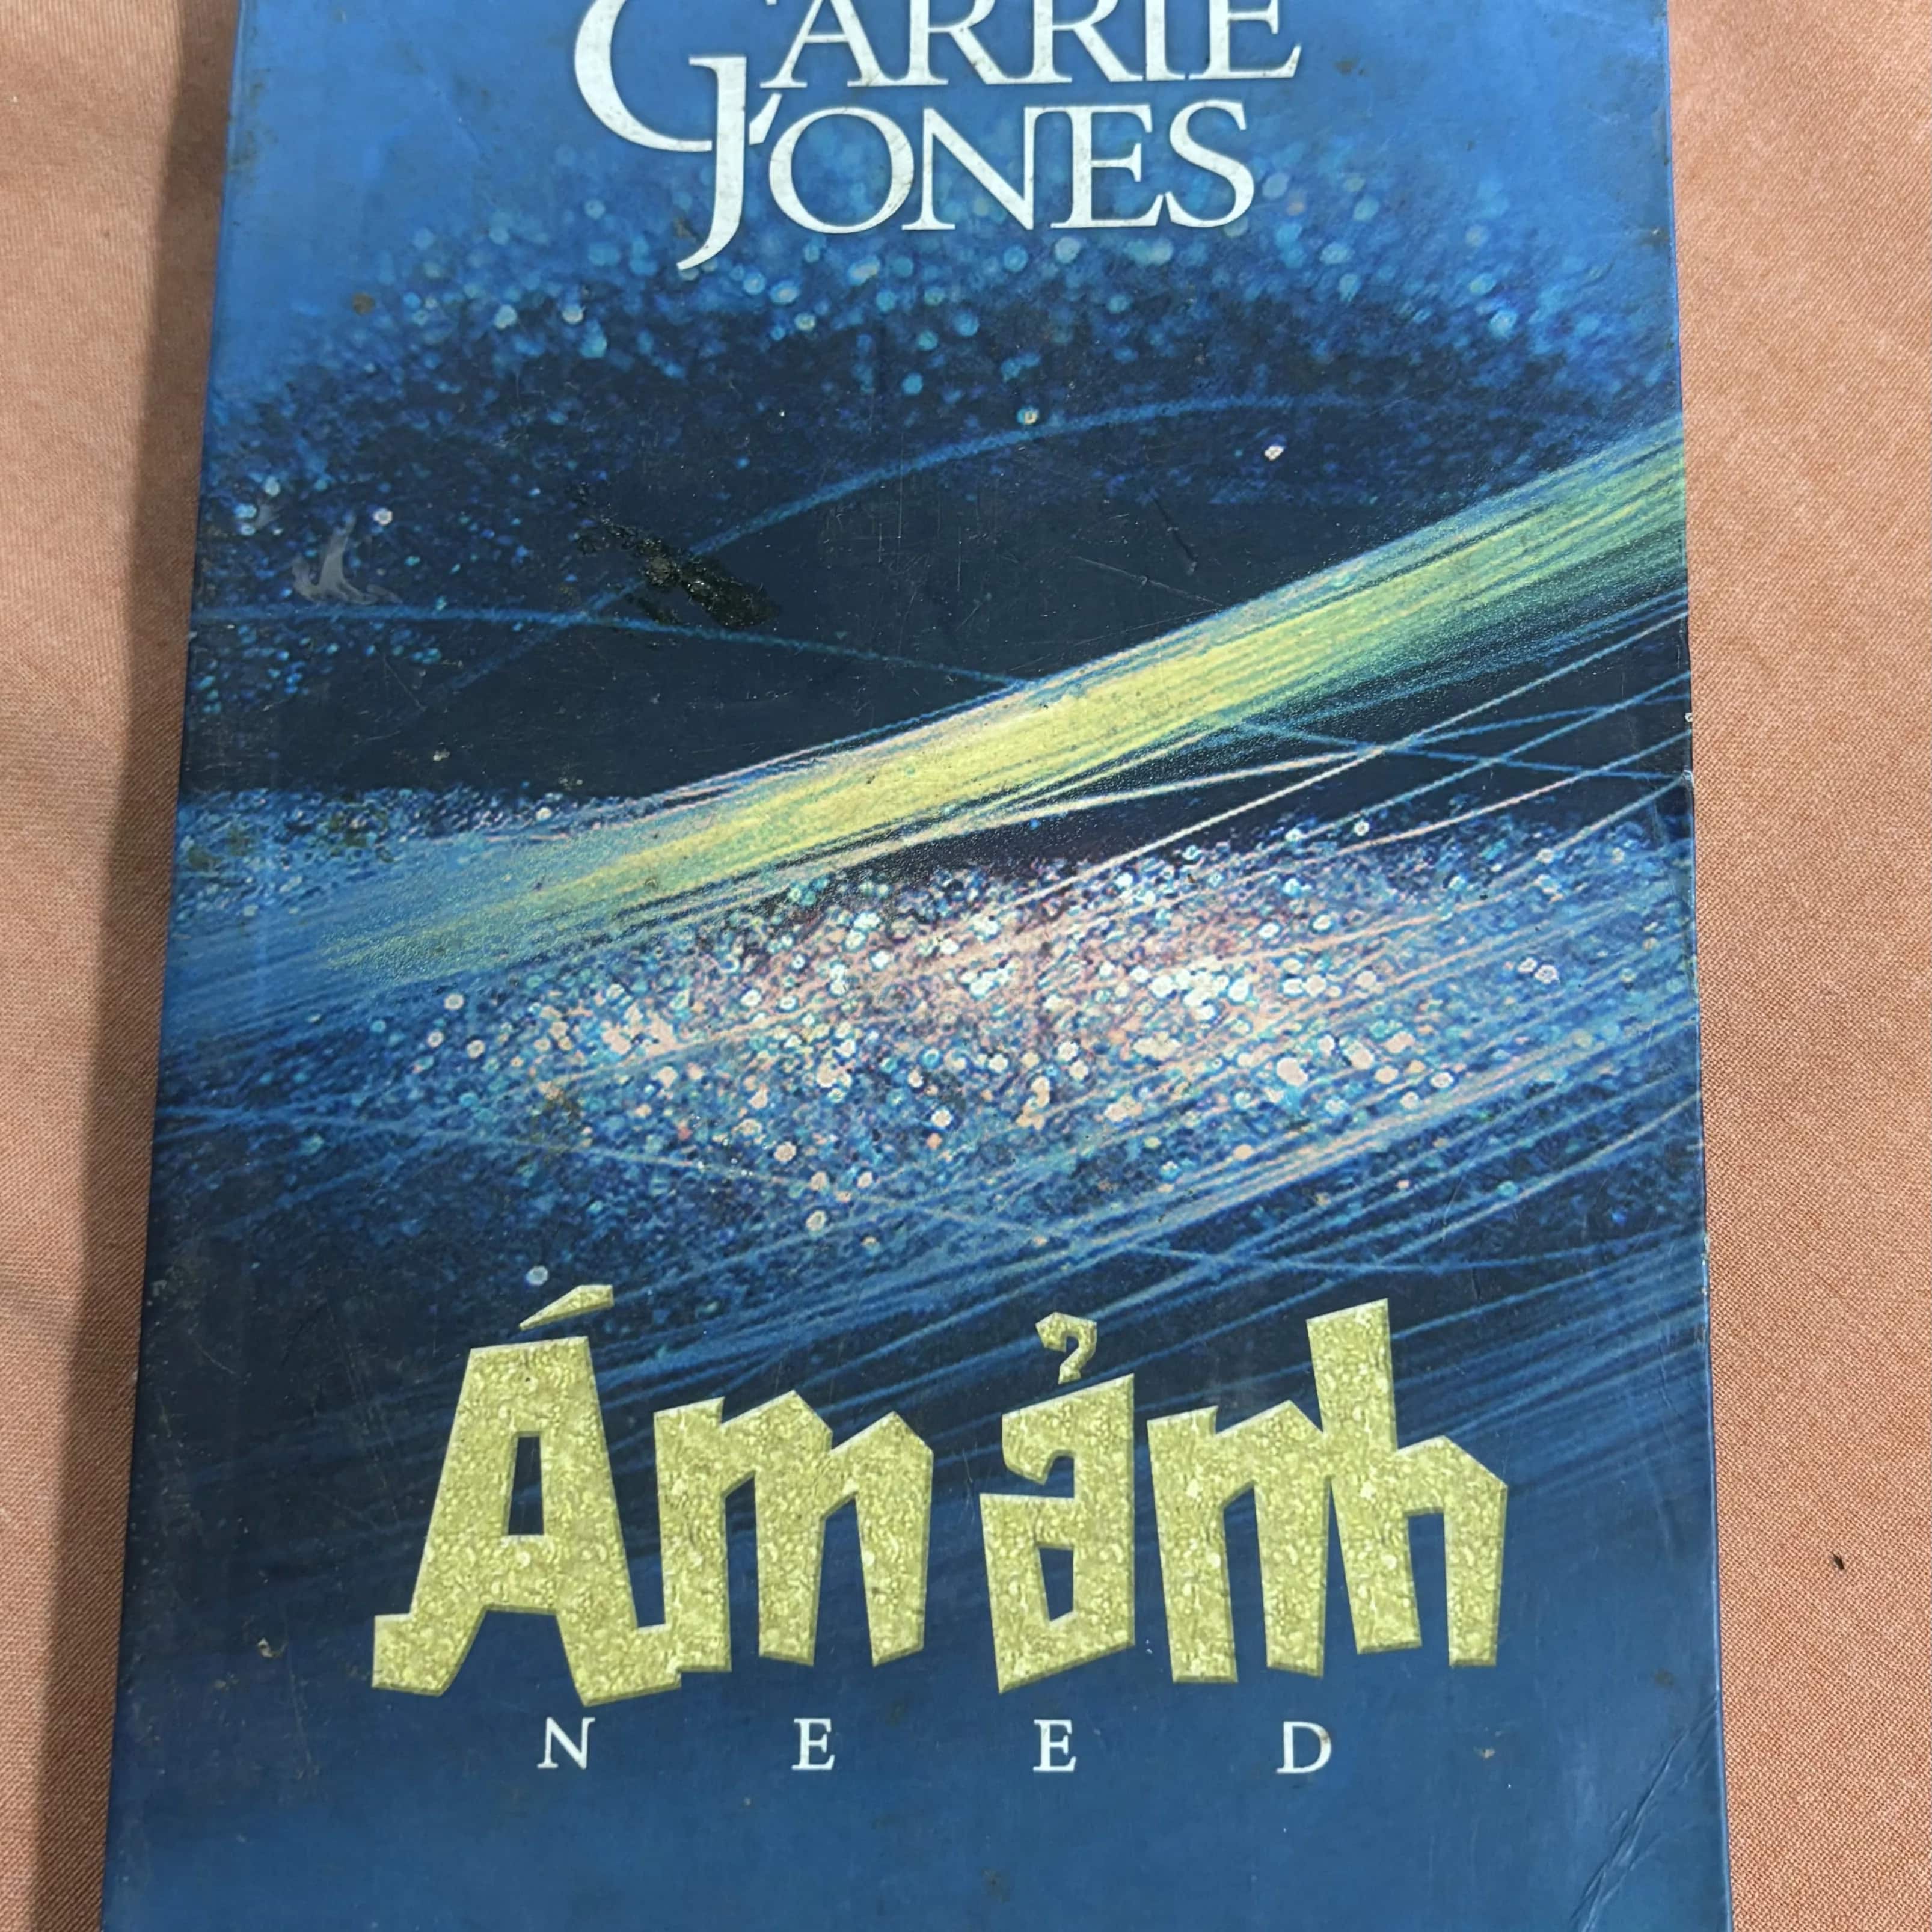 CARRIE
JONES
Ám ảnh
NEED